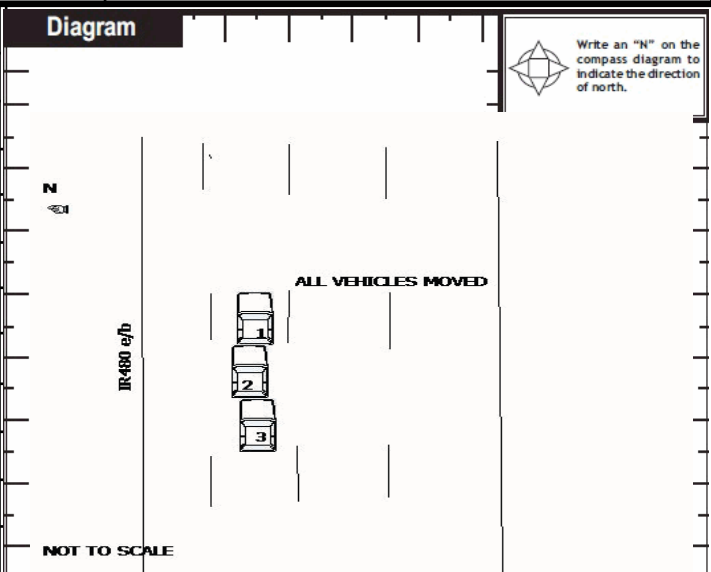 Diagram
Write an “N” on the
compass diagram to
indicate the direction
of north.
N
ALL VEHICLES MOVED
1
IR480 e/b
2
3
NOT TO SCALE